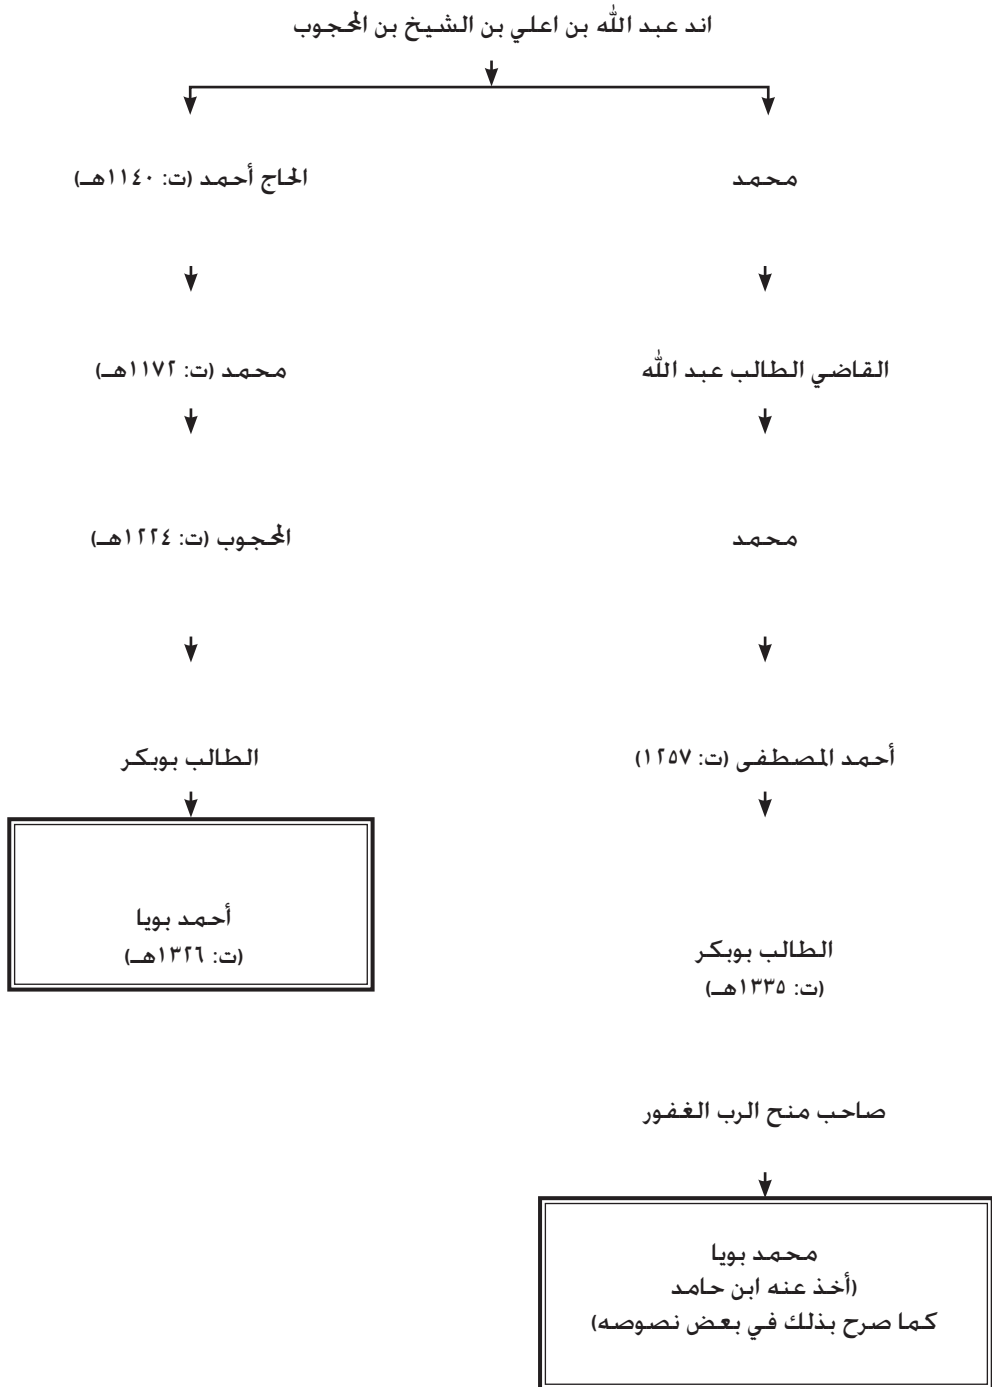 اند عبد الله بن اعلي بن الشيخ بن المحجوب
محمد
الحاج أحمد (ت: ١١٤٠هـ)
القاضي الطالب عبد الله
محمد (ت: ١١٧٢هـ)
محمد
المحجوب (ت: ١٢٢٤هـ)
أحمد المصطفى (ت: ١٢٥٧)
الطالب بوبكر
أحمد بويا
(ت: ١٣٢٦هـ)
الطالب بوبكر
(ت: ١٣٣٥هـ)
صاحب منح الرب الغفور
محمد بويا
(أخذ عنه ابن حامد
كما صرح بذلك في بعض نصوصه)